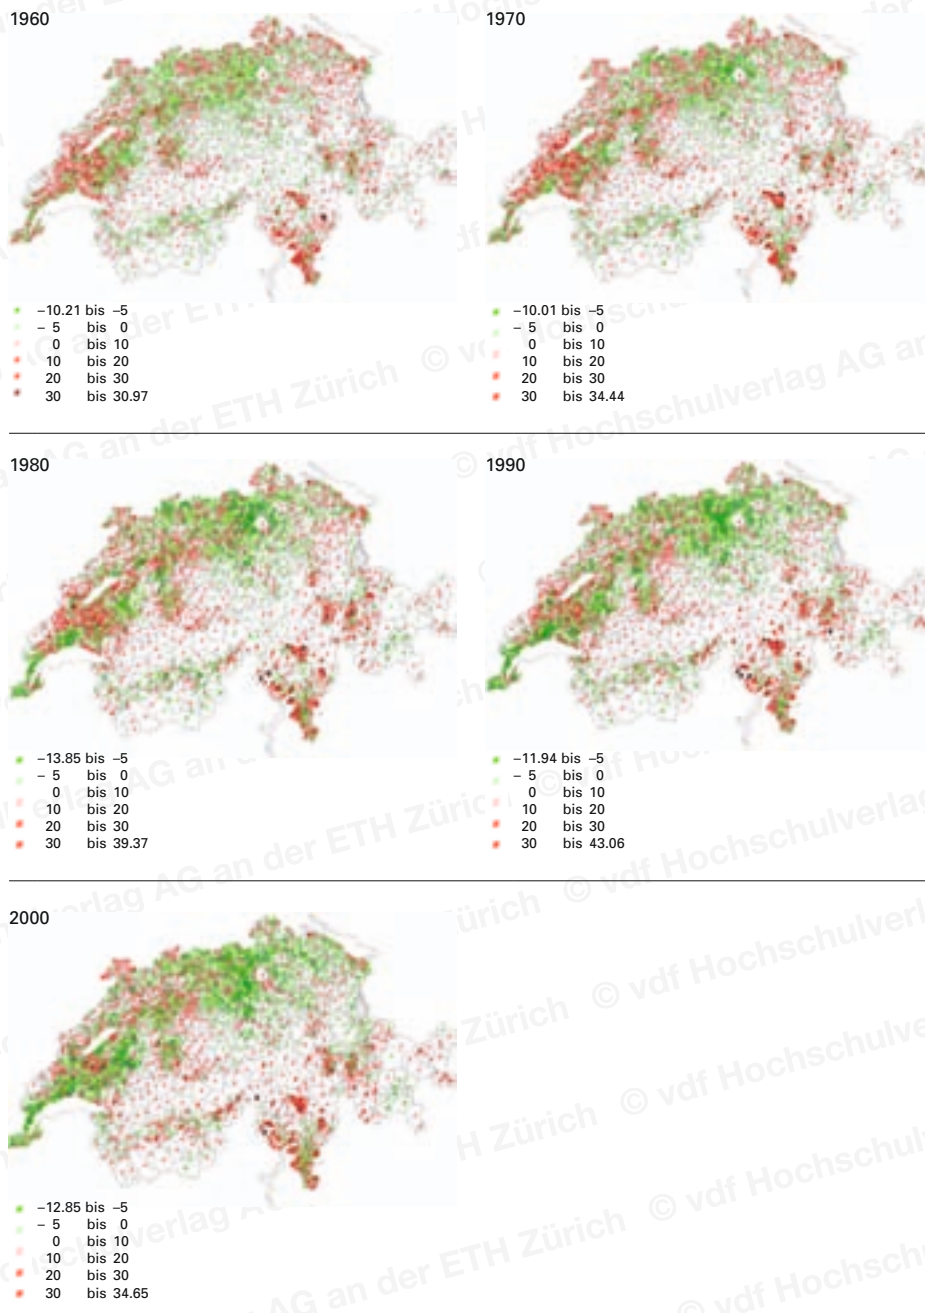 1960
−10.21 bis −5
− 5 bis 0
0 bis 10
10 bis 20
20 bis 30
30 bis 30.97
1970
−10.01 bis −5
− 5 bis 0
0 bis 10
10 bis 20
20 bis 30
30 bis 34.44
1980
−13.85 bis −5
− 5 bis 0
0 bis 10
10 bis 20
20 bis 30
30 bis 39.37
1990
−11.94 bis −5
− 5 bis 0
0 bis 10
10 bis 20
20 bis 30
30 bis 43.06
2000
−12.85 bis −5
− 5 bis 0
0 bis 10
10 bis 20
20 bis 30
30 bis 34.65
© vdf Hochschulverlag AG an der ETH Zürich